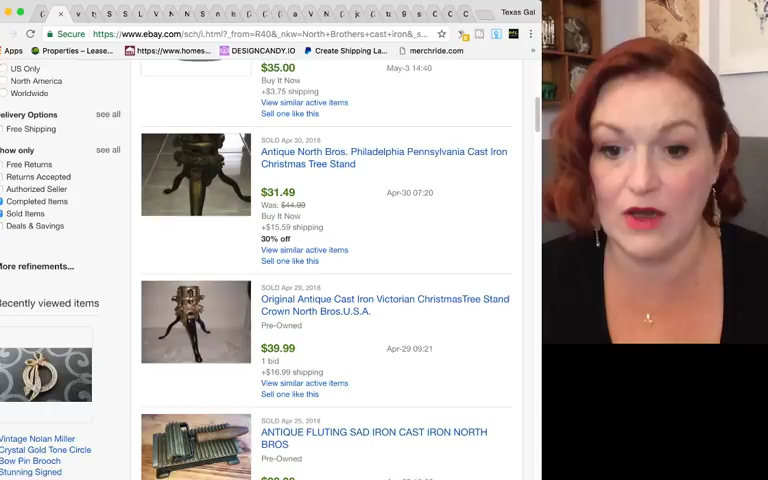 Texas Gal
Secure https://www.ebay.com/sch/i.html?_from=R40&_nkw=North+Brothers+cast+iron&_s...
Apps Properties – Lease... https://www.homes... DESIGNCANDY.IO Create Shipping La... merchride.com
US Only
North America
Worldwide
elivery Options see all
Free Shipping
how only see all
Free Returns
Returns Accepted
Authorized Seller
Completed Items
Sold Items
Deals & Savings
More refinements...
Recently viewed items
Vintage Nolan Miller
Crystal Gold Tone Circle
Bow Pin Brooch
Stunning Signed
$35.00 May-3 14:40
Buy It Now
+$3.75 shipping
View similar active items
Sell one like this
SOLD Apr 30, 2018
Antique North Bros. Philadelphia Pennsylvania Cast Iron
Christmas Tree Stand
$31.49 Apr-30 07:20
Was: $44.99
Buy It Now
+$15.59 shipping
30% off
View similar active items
Sell one like this
SOLD Apr 29, 2018
Original Antique Cast Iron Victorian ChristmasTree Stand
Crown North Bros.U.S.A.
Pre-Owned
$39.99 Apr-29 09:21
1 bid
+$16.99 shipping
View similar active items
Sell one like this
SOLD Apr 25, 2018
ANTIQUE FLUTING SAD IRON CAST IRON NORTH
BROS
Pre-Owned